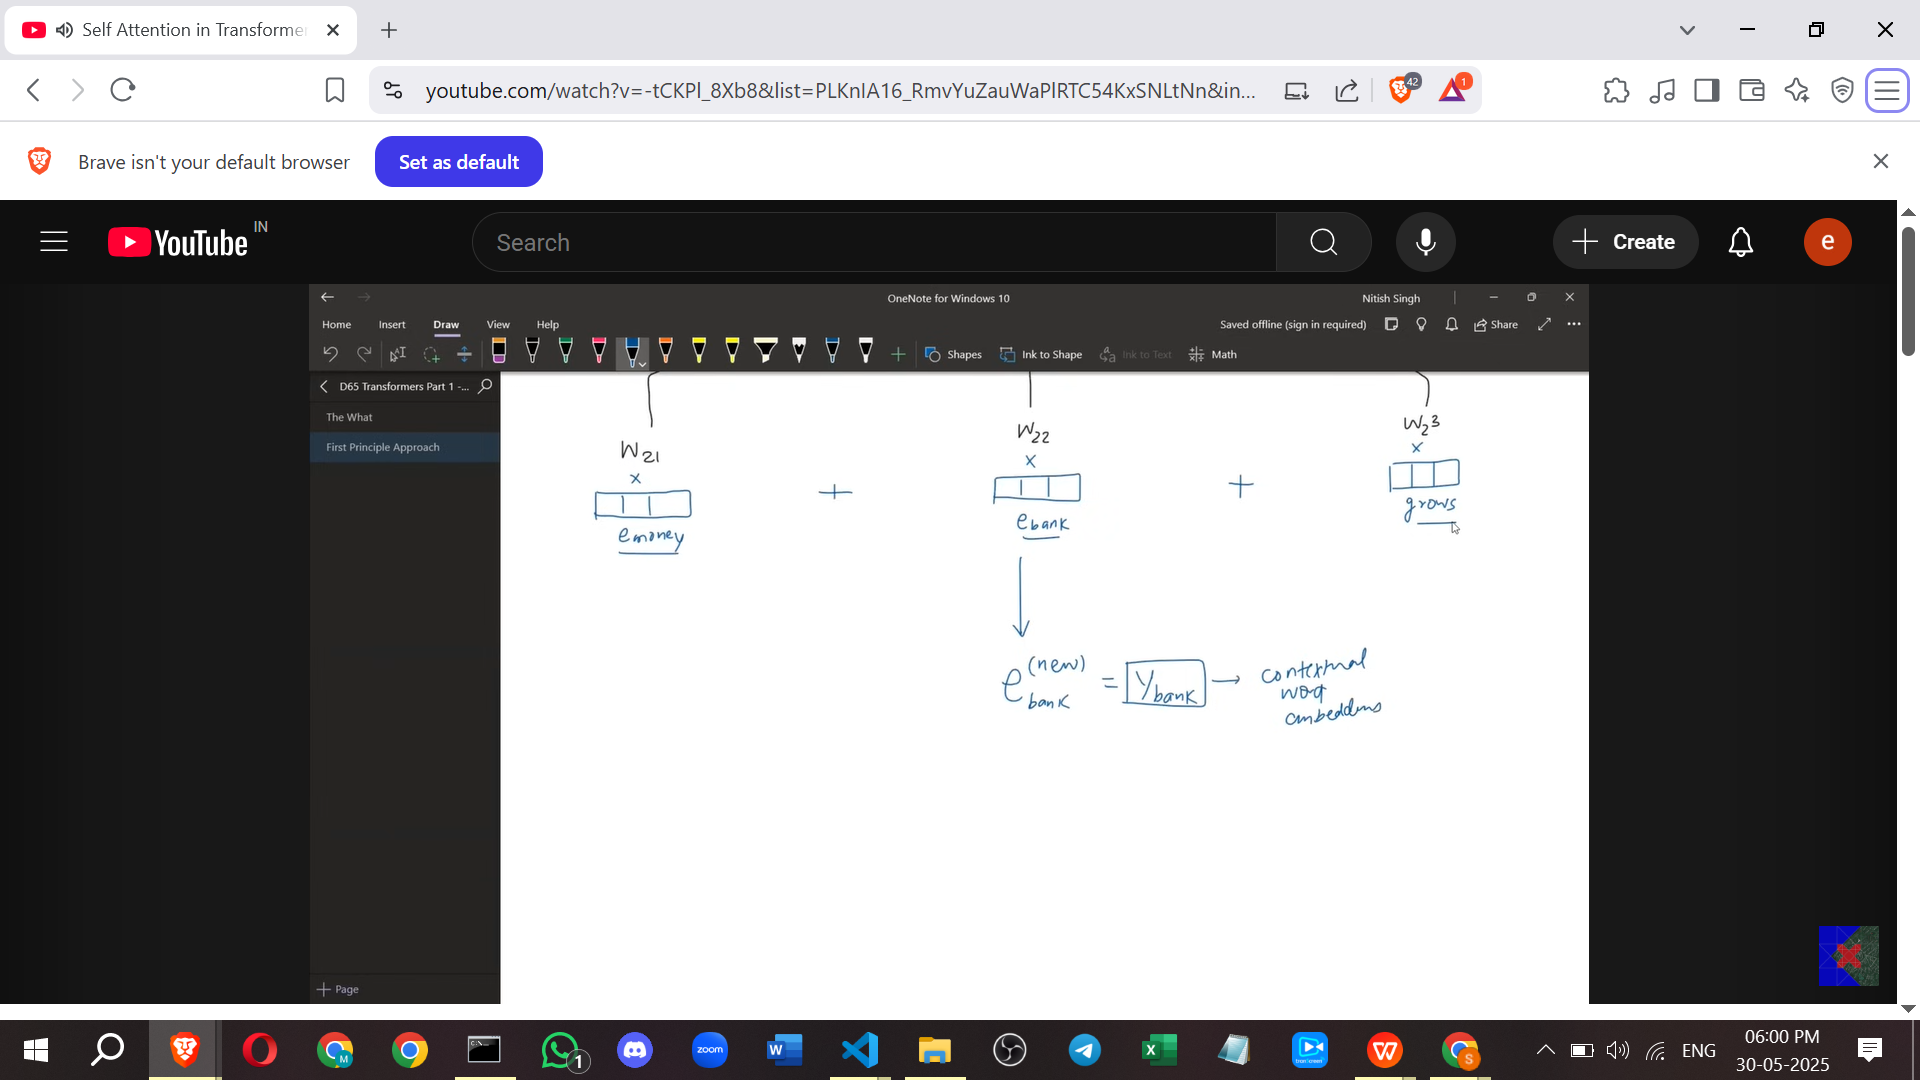 Self Attention in Transforme
youtube.com/watch?v=-tCKPl_8Xb8&list=PLKnIA16_RmvYuZauWaPlRTC54KxSNLtNn&in...
42
1
Brave isn't your default browser
Set as default
YouTube IN
Search
Create
e
OneNote for Windows 10
Nitish Singh
Home Insert Draw View Help
Saved offline (sign in required)
Share
Shapes
Ink to Shape
Ink to Text
Math
D65 Transformers Part 1 -...
The What
First Principle Approach
W21 W22 W23
x x x
+ +
emoney ebank grows
e bank (new) = ybank → contextual
word
embeddings
Page
M
C:\_
1
zoom
W
X
W
S
ENG
06:00 PM
30-05-2025